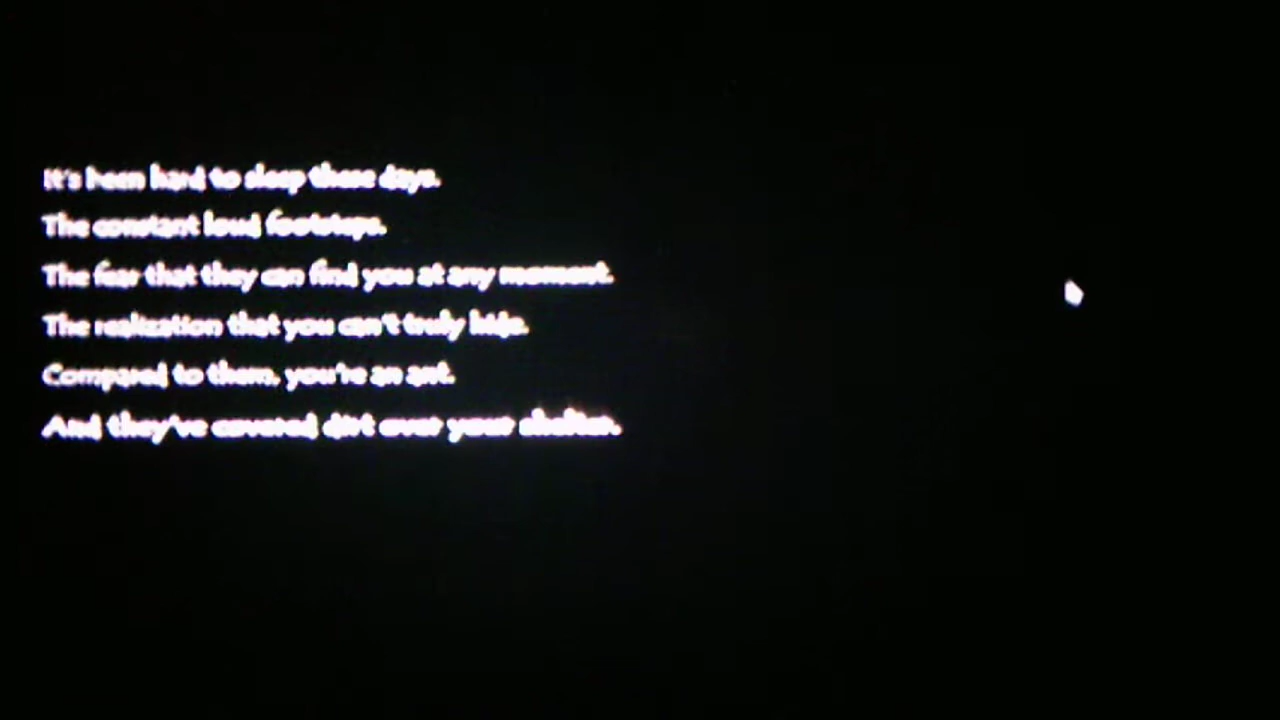 It's been hard to sleep these days.
The constant loud footsteps.
The fear that they can find you at any moment.
The realization that you can't truly hide.
Compared to them, you're an ant.
And they've covered dirt over your shelter.